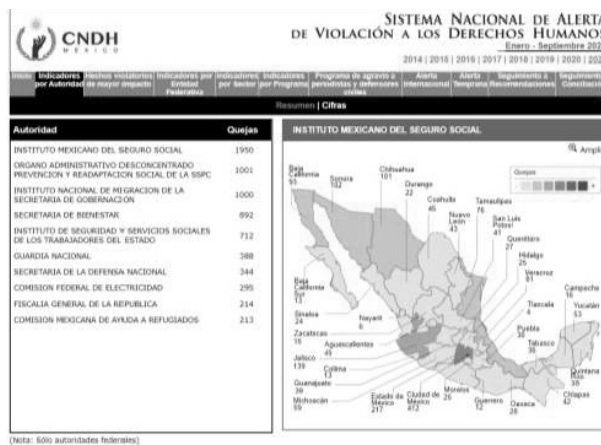 CNDH
MÉXICO
SISTEMA NACIONAL DE ALERTA
DE VIOLACIÓN A LOS DERECHOS HUMANOS
Enero - Septiembre 202
2014 | 2015 | 2016 | 2017 | 2018 | 2019 | 2020 | 202
Inicio
Indicadores por Autoridad
Hechos violatorios de mayor impacto
Indicadores por Entidad Federativa
Indicadores por Sector
Indicadores por Programa
Programa de agravio a periodistas y defensores civiles
Alerta Internacional
Alerta Temprana
Seguimiento a Recomendaciones
Seguimiento Conciliación
Resumen | Cifras
Autoridad Quejas
INSTITUTO MEXICANO DEL SEGURO SOCIAL 1950
ORGANO ADMINISTRATIVO DESCONCENTRADO
PREVENCION Y READAPTACION SOCIAL DE LA SSPC 1001
INSTITUTO NACIONAL DE MIGRACION DE LA
SECRETARIA DE GOBERNACION 1000
SECRETARIA DE BIENESTAR 892
INSTITUTO DE SEGURIDAD Y SERVICIOS SOCIALES
DE LOS TRABAJADORES DEL ESTADO 712
GUARDIA NACIONAL 388
SECRETARIA DE LA DEFENSA NACIONAL 344
COMISION FEDERAL DE ELECTRICIDAD 295
FISCALIA GENERAL DE LA REPUBLICA 214
COMISION MEXICANA DE AYUDA A REFUGIADOS 213
INSTITUTO MEXICANO DEL SEGURO SOCIAL
Ampli
Quejas
- +
Baja California
95
Sonora
102
Chihuahua
101
Durango
22
Coahuila
45
Nuevo León
43
Tamaulipas
76
San Luis Potosí
41
Querétaro
27
Hidalgo
25
Veracruz
81
Campeche
16
Tlaxcala
4
Yucatán
53
Puebla
Tabasco
Quintana Roo
Chiapas
42
Oaxaca
28
Guerrero
12
Morelos
26
Ciudad de México
412
Estado de México
217
Michoacán
59
Guanajuato
39
Colima
13
Jalisco
139
Aguascalientes
Zacatecas
Nayarit
6
Sinaloa
24
Baja California Sur
13
(Nota: Sólo autoridades federales)